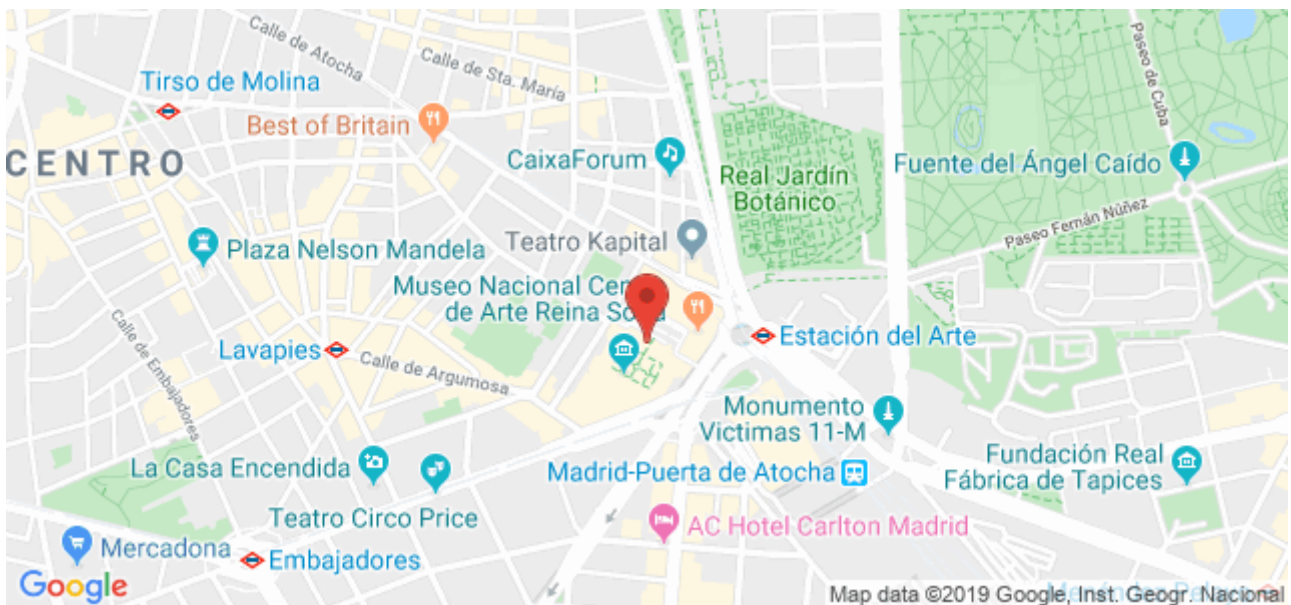 Calle de Atocha
Calle de Sta. María
Paseo de Cuba
Tirso de Molina
Best of Britain
CENTRO
CaixaForum
Real Jardín
Botánico
Fuente del Ángel Caído
Paseo Fernán Núñez
Plaza Nelson Mandela
Teatro Kapital
Museo Nacional Cen
de Arte Reina So a
Calle de Embajadores
Lavapies
Calle de Argumosa
Estación del Arte
Monumento
Victimas 11-M
La Casa Encendida
Madrid-Puerta de Atocha
Fundación Real
Fábrica de Tapices
Teatro Circo Price
AC Hotel Carlton Madrid
Mercadona
Embajadores
Google
Map data ©2019 Google, Inst. Geogr. Nacional